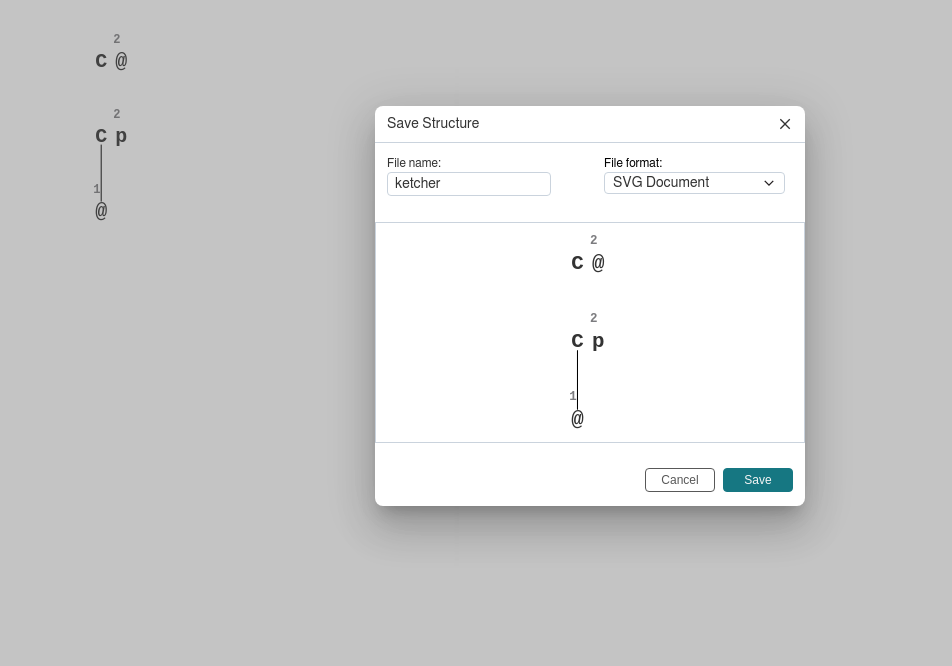 2
C @
2
C p
1
@
Save Structure
File name:
File format:
ketcher
SVG Document
2
C @
2
C p
1
@
Cancel
Save